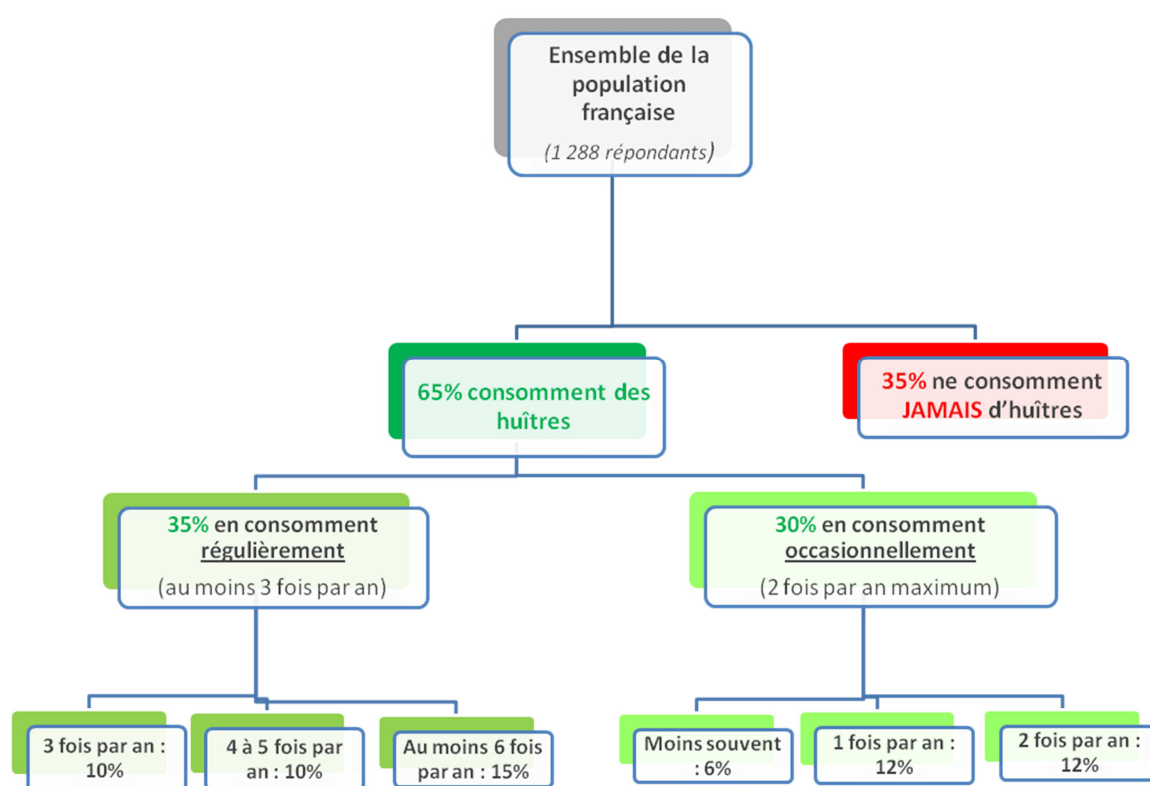 Ensemble de la
population
française
(1 288 répondants)
65% consomment des
huîtres
35% ne consomment
JAMAIS d'huîtres
35% en consomment
régulièrement
(au moins 3 fois par an)
30% en consomment
occasionnellement
(2 fois par an maximum)
3 fois par an :
10%
4 à 5 fois par
an : 10%
Au moins 6 fois
par an : 15%
Moins souvent
: 6%
1 fois par an :
12%
2 fois par an :
12%